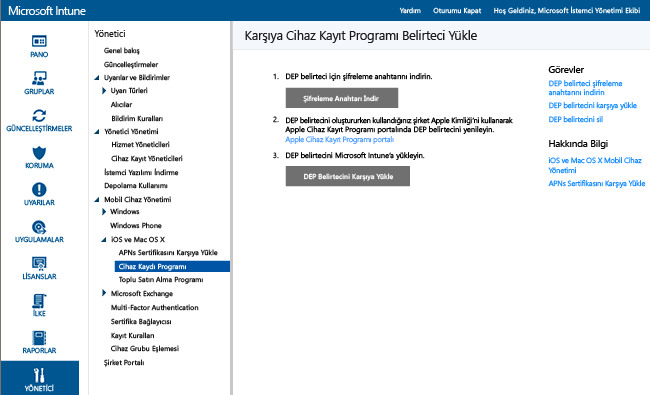 Microsoft Intune
Yardım
Oturumu Kapat
Hoş Geldiniz, Microsoft İstemci Yönetimi Ekibi
PANO
GRUPLAR
GÜNCELLEŞTİRMELER
KORUMA
UYARILAR
UYGULAMALAR
LİSANSLAR
İLKE
RAPORLAR
YÖNETİCİ
Yönetici
Genel bakış
Güncelleştirmeler
Uyarılar ve Bildirimler
Uyarı Türleri
Alıcılar
Bildirim Kuralları
Yönetici Yönetimi
Hizmet Yöneticileri
Cihaz Kayıt Yöneticileri
İstemci Yazılımı İndirme
Depolama Kullanımı
Mobil Cihaz Yönetimi
Windows
Windows Phone
iOS ve Mac OS X
APNs Sertifikasını Karşıya Yükle
Cihaz Kaydı Programı
Toplu Satın Alma Programı
Microsoft Exchange
Multi-Factor Authentication
Sertifika Bağlayıcısı
Kayıt Kuralları
Cihaz Grubu Eşlemesi
Şirket Portalı
Karşıya Cihaz Kayıt Programı Belirteci Yükle
1. DEP belirteci için şifreleme anahtarını indirin.
Şifreleme Anahtarı İndir
2. DEP belirtecini oluştururken kullandığınız şirket Apple Kimliği'ni kullanarak
Apple Cihaz Kayıt Programı portalında DEP belirtecini yenileyin.
Apple Cihaz Kayıt Programı portalı
3. DEP belirtecini Microsoft Intune'a yükleyin.
DEP Belirtecini Karşıya Yükle
Görevler
DEP belirteci şifreleme
anahtarını indirin
DEP belirtecini karşıya yükle
DEP belirtecini sil
Hakkında Bilgi
iOS ve Mac OS X Mobil Cihaz
Yönetimi
APNs Sertifikasını Karşıya Yükle